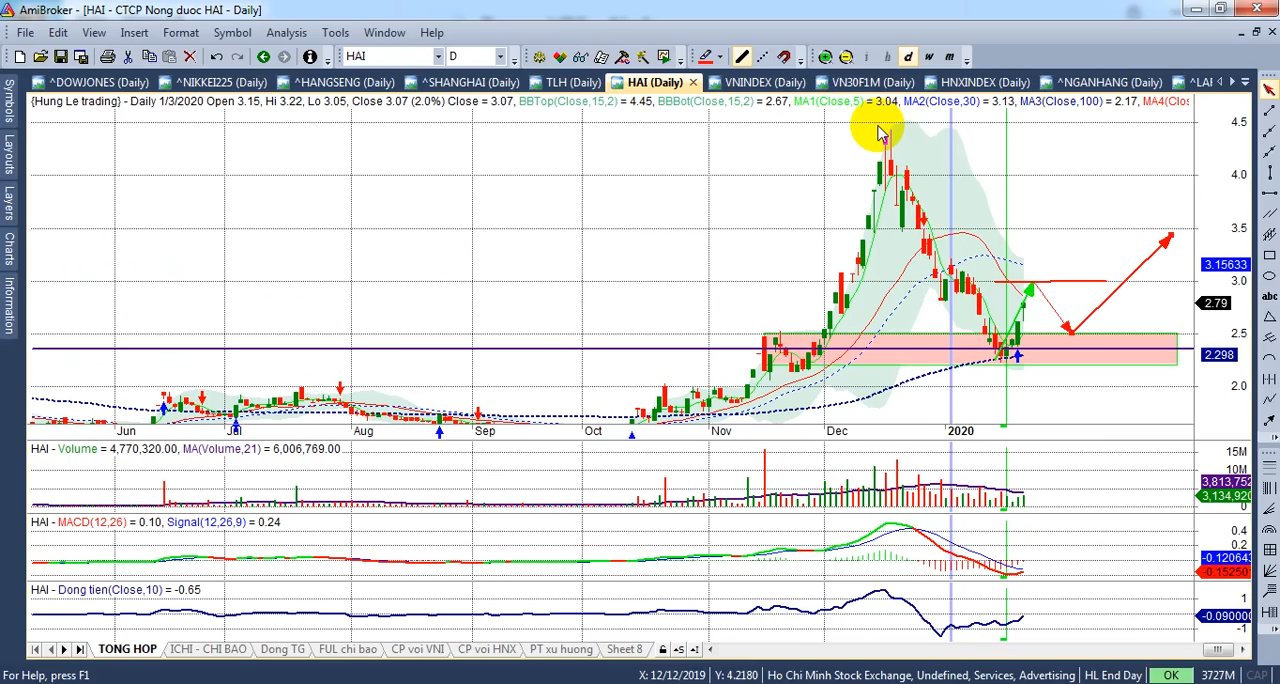 AmiBroker - [HAI - CTCP Nong duoc HAI - Daily]
File Edit View Insert Format Symbol Analysis Tools Window Help
HAI D i h d w m
^DOWJONES (Daily) ^NIKKEI225 (Daily) ^HANGSENG (Daily) ^SHANGHAI (Daily) TLH (Daily) HAI (Daily) VNINDEX (Daily) VN30F1M (Daily) HNXINDEX (Daily) ^NGANHANG (Daily)
{Hung Le trading} - Daily 1/3/2020 Open 3.15, Hi 3.22, Lo 3.05, Close 3.07 (2.0%) Close = 3.07, BBTop(Close,15,2) = 4.45, BBBot(Close,15,2) = 2.67, MA1(Close,5) = 3.04, MA2(Close,30) = 3.13, MA3(Close,100) = 2.17, MA4(Clos
Symbols
Layouts
Layers
Charts
Information
abc
4.5
4.0
3.5
3.15633
3.0
2.79
2.5
2.298
2.0
Jun Jul Aug Sep Oct Nov Dec 2020
HAI - Volume = 4,770,320.00, MA(Volume,21) = 6,006,769.00
15M
10M
3,813,752
3,134,920
HAI - MACD(12,26) = 0.10, Signal(12,26,9) = 0.24
0.4
0.2
-0.120643
-0.15250
HAI - Dong tien(Close,10) = -0.65
1
-0.090000
-1
TONG HOP ICHI - CHI BAO Dong TG FUL chi bao CP voi VNI CP voi HNX PT xu huong Sheet 8
For Help, press F1 X: 12/12/2019 Y: 4.2180 Ho Chi Minh Stock Exchange, Undefined, Services, Advertising HL End Day OK 3727M CAP